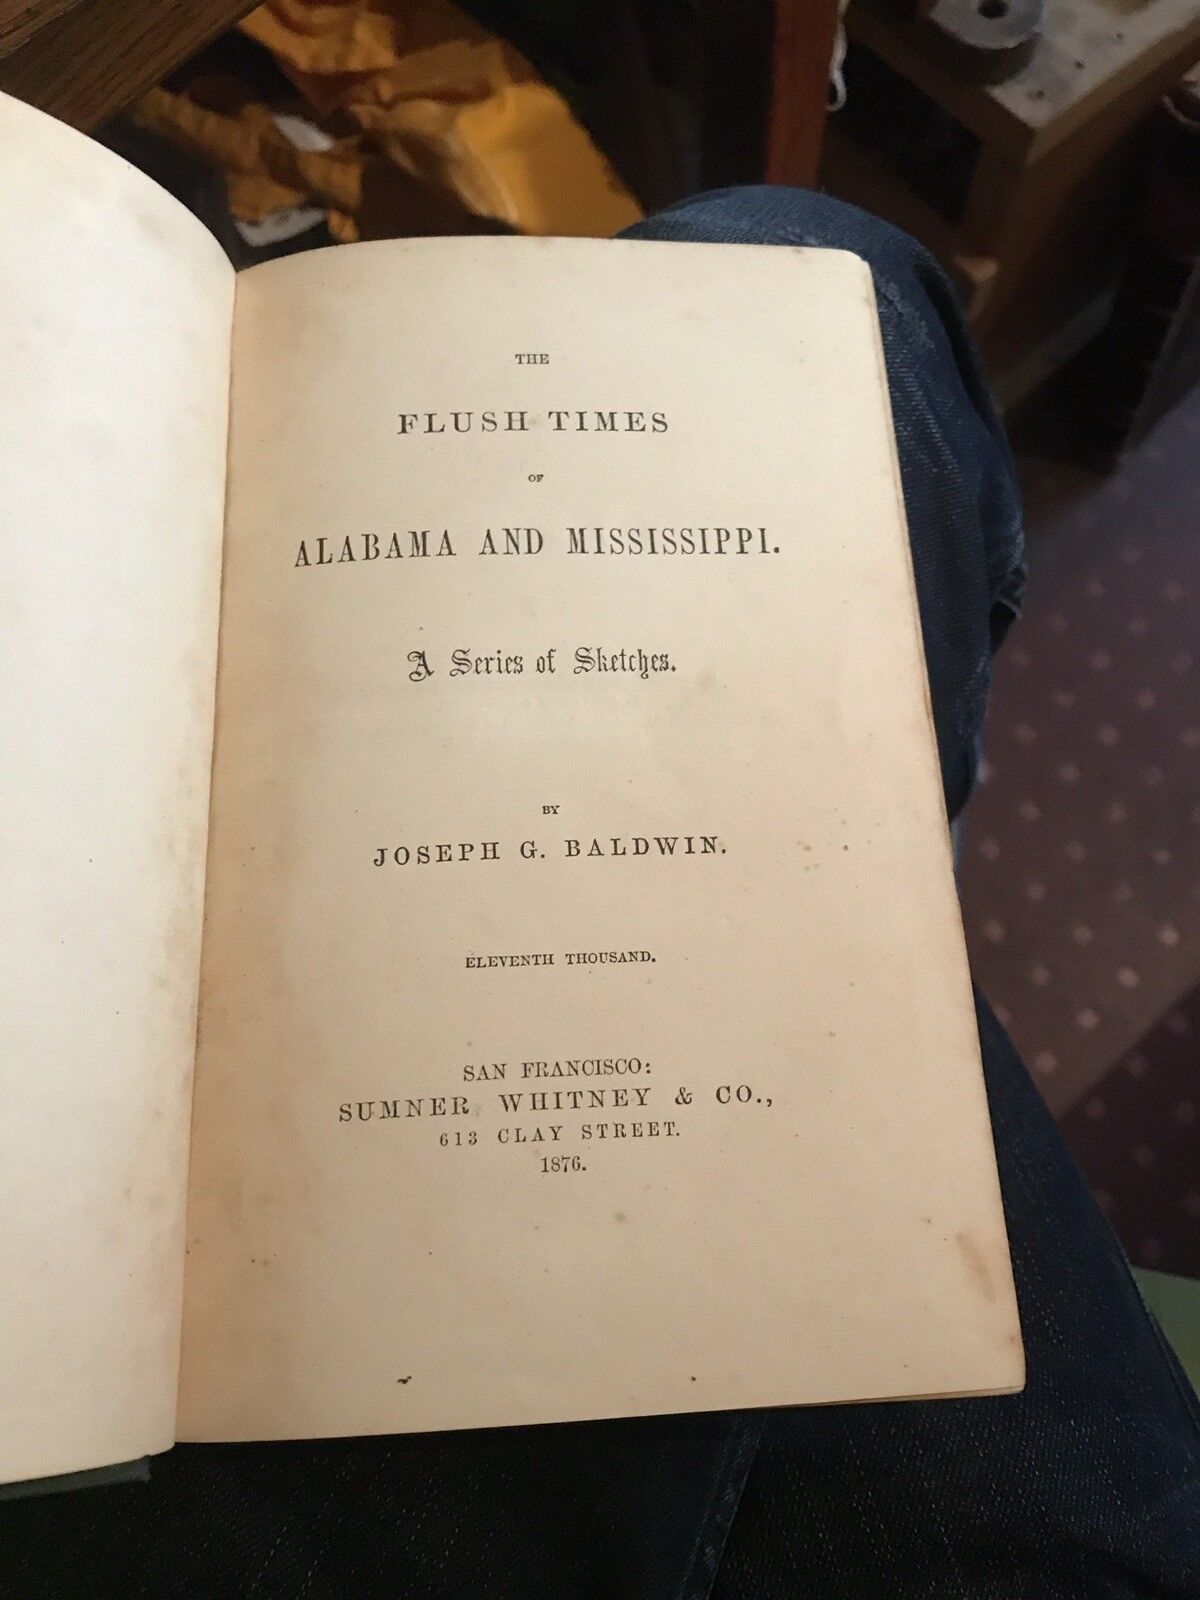 THE
FLUSH TIMES
OF
ALABAMA AND MISSISSIPPI.
A Series of Sketches.
BY
JOSEPH G. BALDWIN.
ELEVENTH THOUSAND.
SAN FRANCISCO:
SUMNER WHITNEY & CO.,
613 CLAY STREET.
1876.